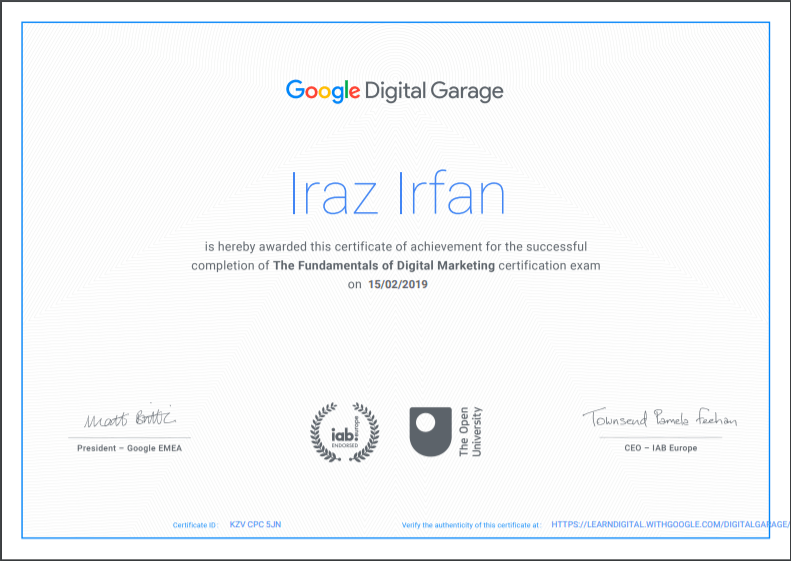 Google Digital Garage
Iraz Irfan
is hereby awarded this certificate of achievement for the successful
completion of The Fundamentals of Digital Marketing certification exam
on 15/02/2019
Matt Brittin
President – Google EMEA
iab europe
ENDORSED
The Open
University
Townsend Pamela Feehan
CEO – IAB Europe
Certificate ID : KZV CPC 5JN
Verify the authenticity of this certificate at : HTTPS://LEARNDIGITAL.WITHGOOGLE.COM/DIGITALGARAGE/